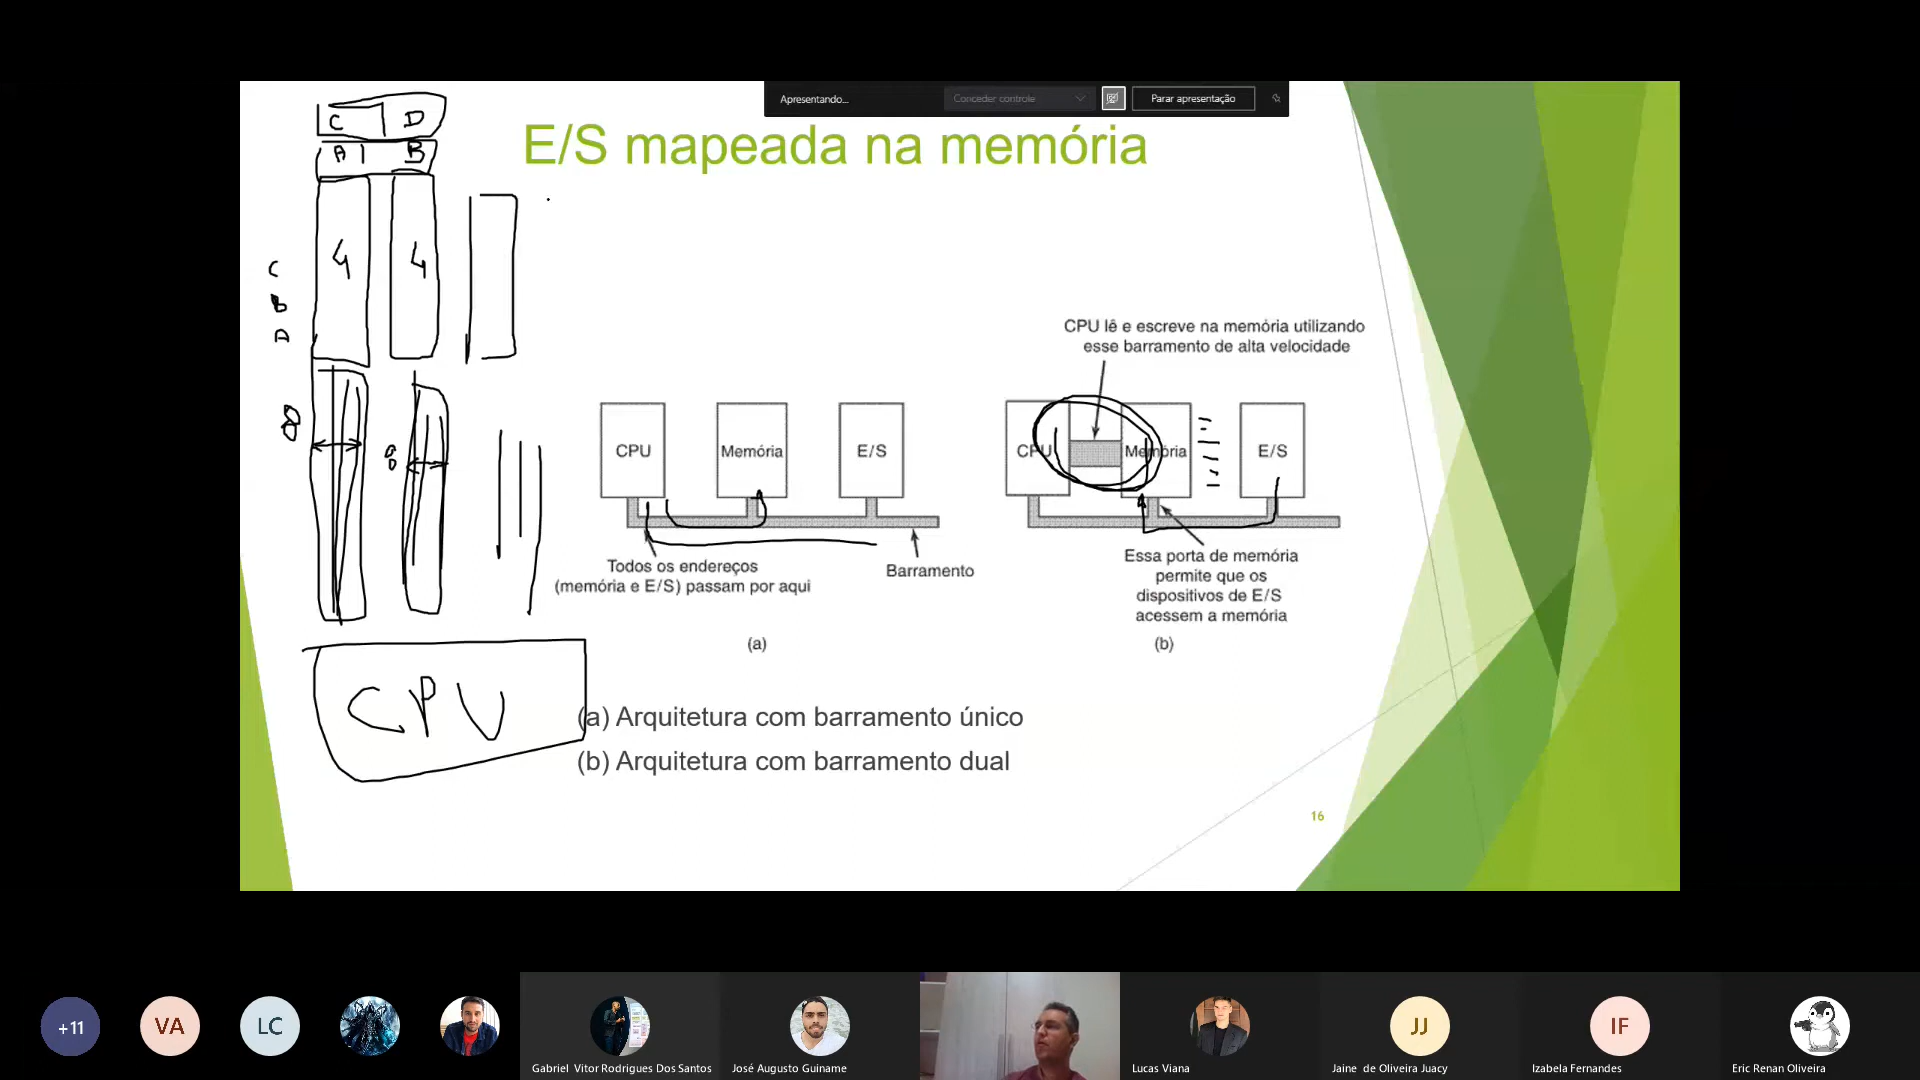 Apresentando...
Conceder controle
Parar apresentação
E/S mapeada na memória
C D
A B
4 4
C
B
D
8
8
CPU lê e escreve na memória utilizando
esse barramento de alta velocidade
CPU
Memória
E/S
CPU
Memória
E/S
Todos os endereços
(memória e E/S) passam por aqui
Barramento
Essa porta de memória
permite que os
dispositivos de E/S
acessem a memória
(a)
(b)
CPU
(a) Arquitetura com barramento único
(b) Arquitetura com barramento dual
16
+11
VA
LC
JJ
IF
Gabriel Vitor Rodrigues Dos Santos
José Augusto Guiname
Lucas Viana
Jaine de Oliveira Juacy
Izabela Fernandes
Eric Renan Oliveira